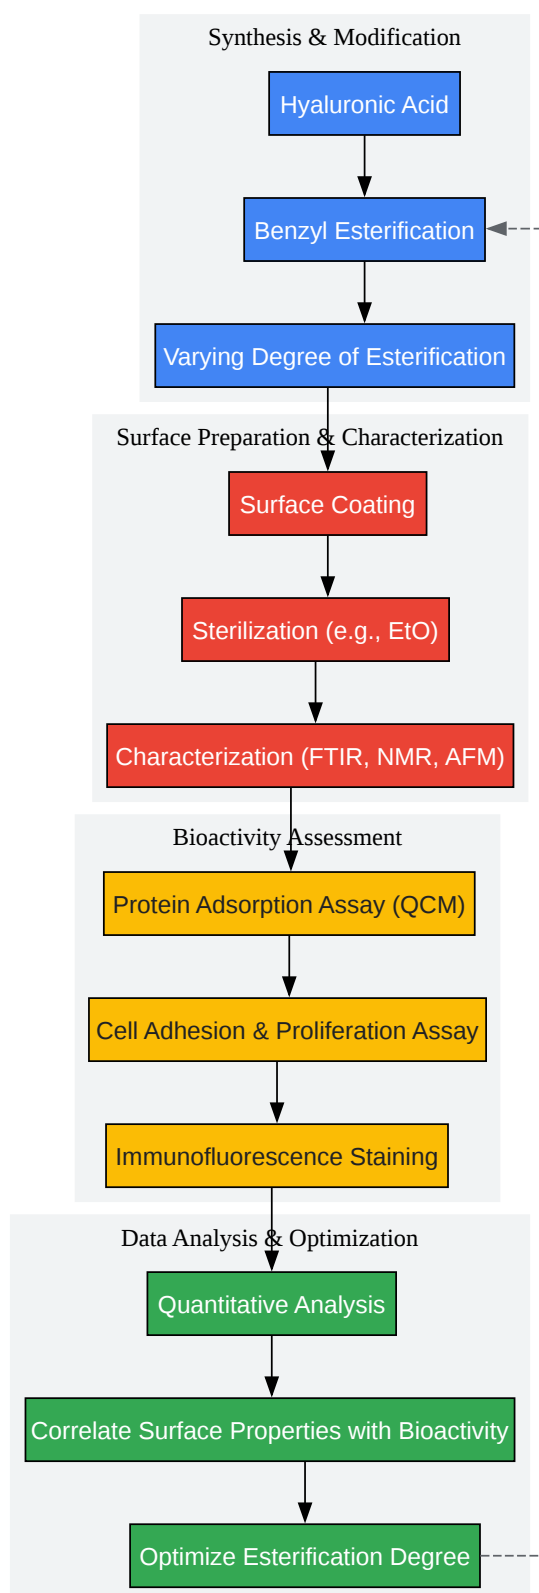 Synthesis & Modification
Hyaluronic Acid
Benzyl Esterification
Varying Degree of Esterification
Surface Preparation & Characterization
Surface Coating
Sterilization (e.g., EtO)
Characterization (FTIR, NMR, AFM)
Bioactivity Assessment
Protein Adsorption Assay (QCM)
Cell Adhesion & Proliferation Assay
Immunofluorescence Staining
Data Analysis & Optimization
Quantitative Analysis
Correlate Surface Properties with Bioactivity
Optimize Esterification Degree